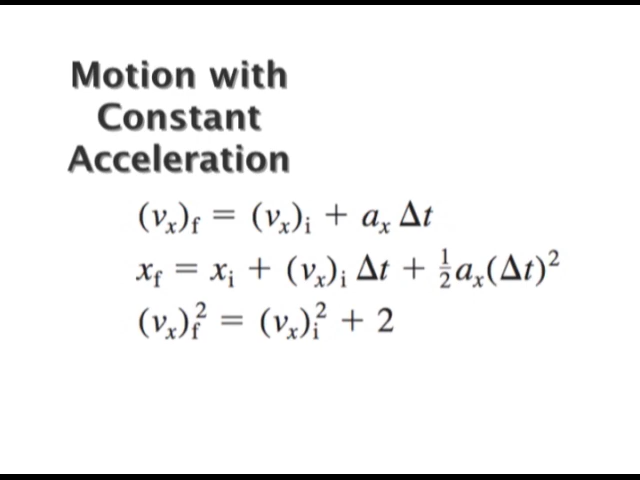 Motion with
Constant
Acceleration
(vₓ)f = (vₓ)i + aₓ Δt
xf = xi + (vₓ)i Δt + ½aₓ(Δt)²
(vₓ)f² = (vₓ)i² + 2